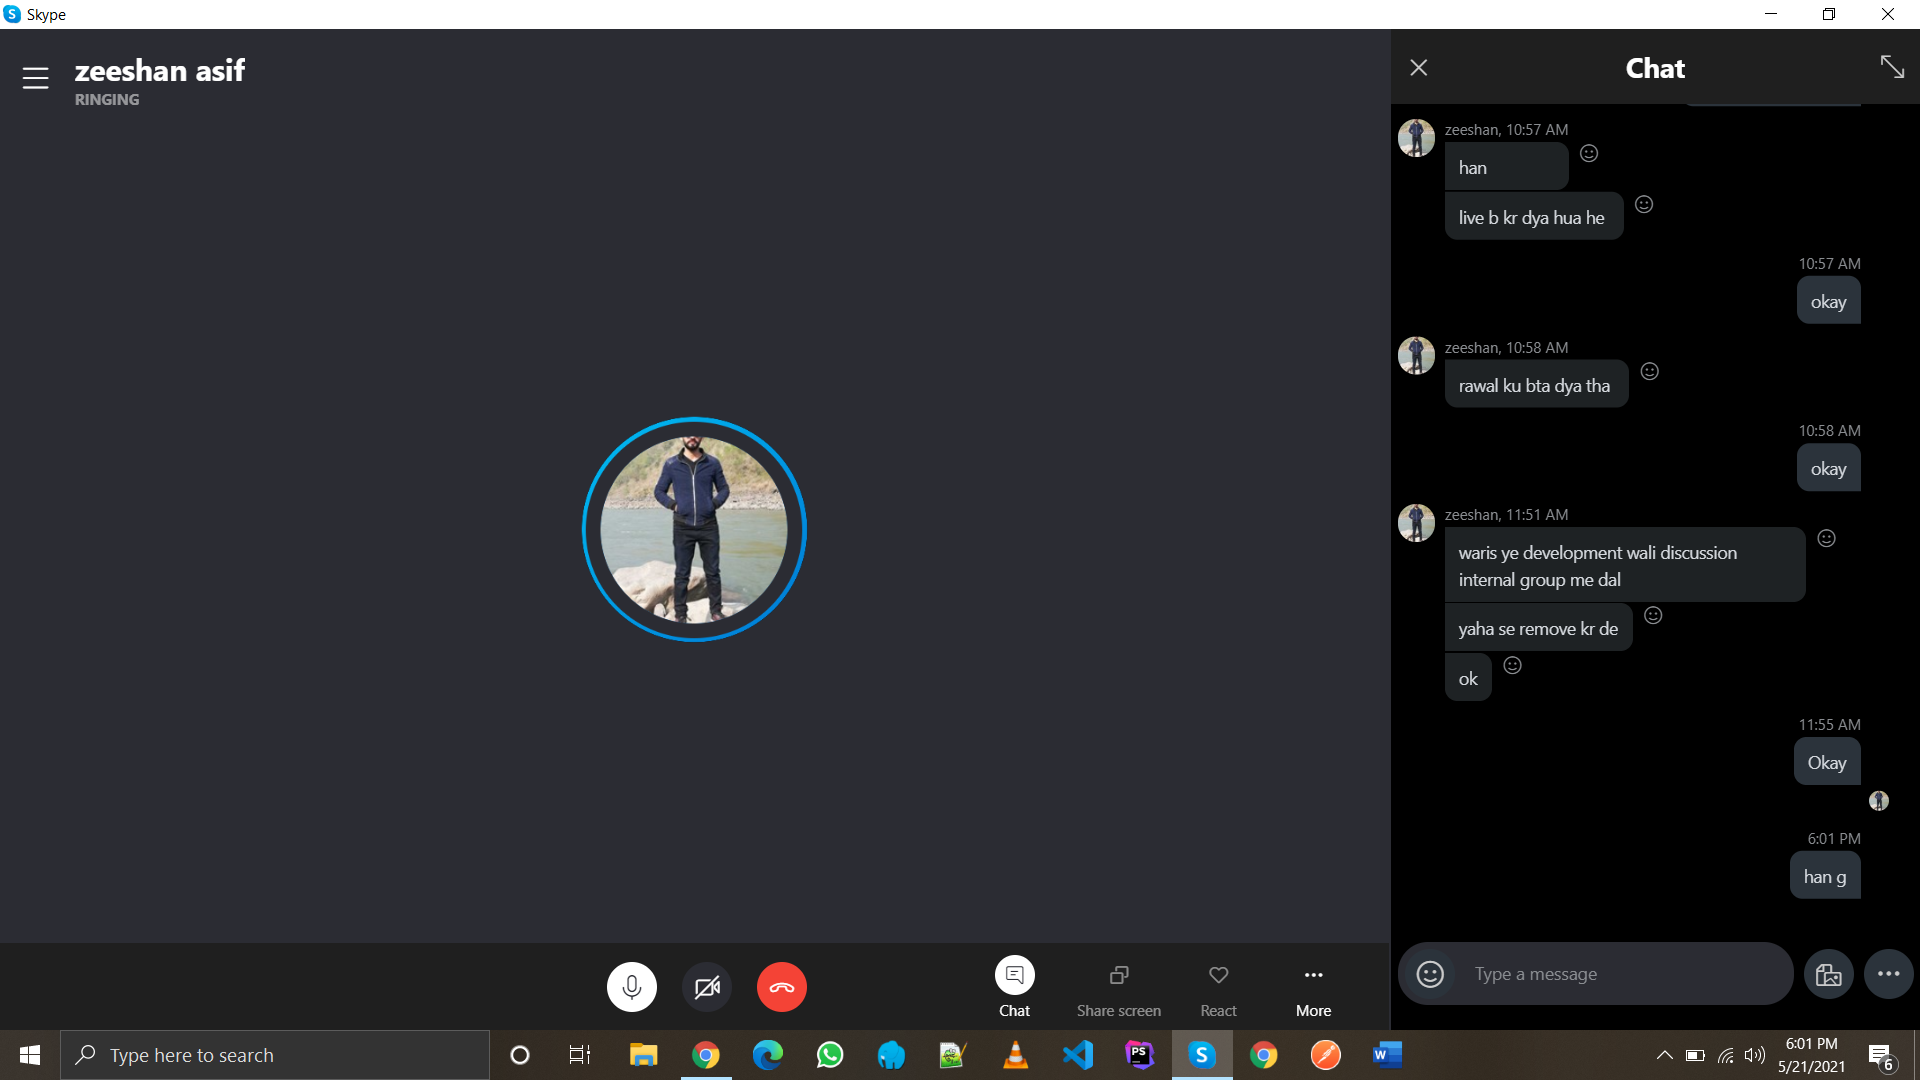 Skype
zeeshan asif
RINGING
Chat
zeeshan, 10:57 AM
han
live b kr dya hua he
10:57 AM
okay
zeeshan, 10:58 AM
rawal ku bta dya tha
10:58 AM
okay
zeeshan, 11:51 AM
waris ye development wali discussion
internal group me dal
yaha se remove kr de
ok
11:55 AM
Okay
6:01 PM
han g
Type a message
Chat
Share screen
React
More
Type here to search
6:01 PM
5/21/2021
6